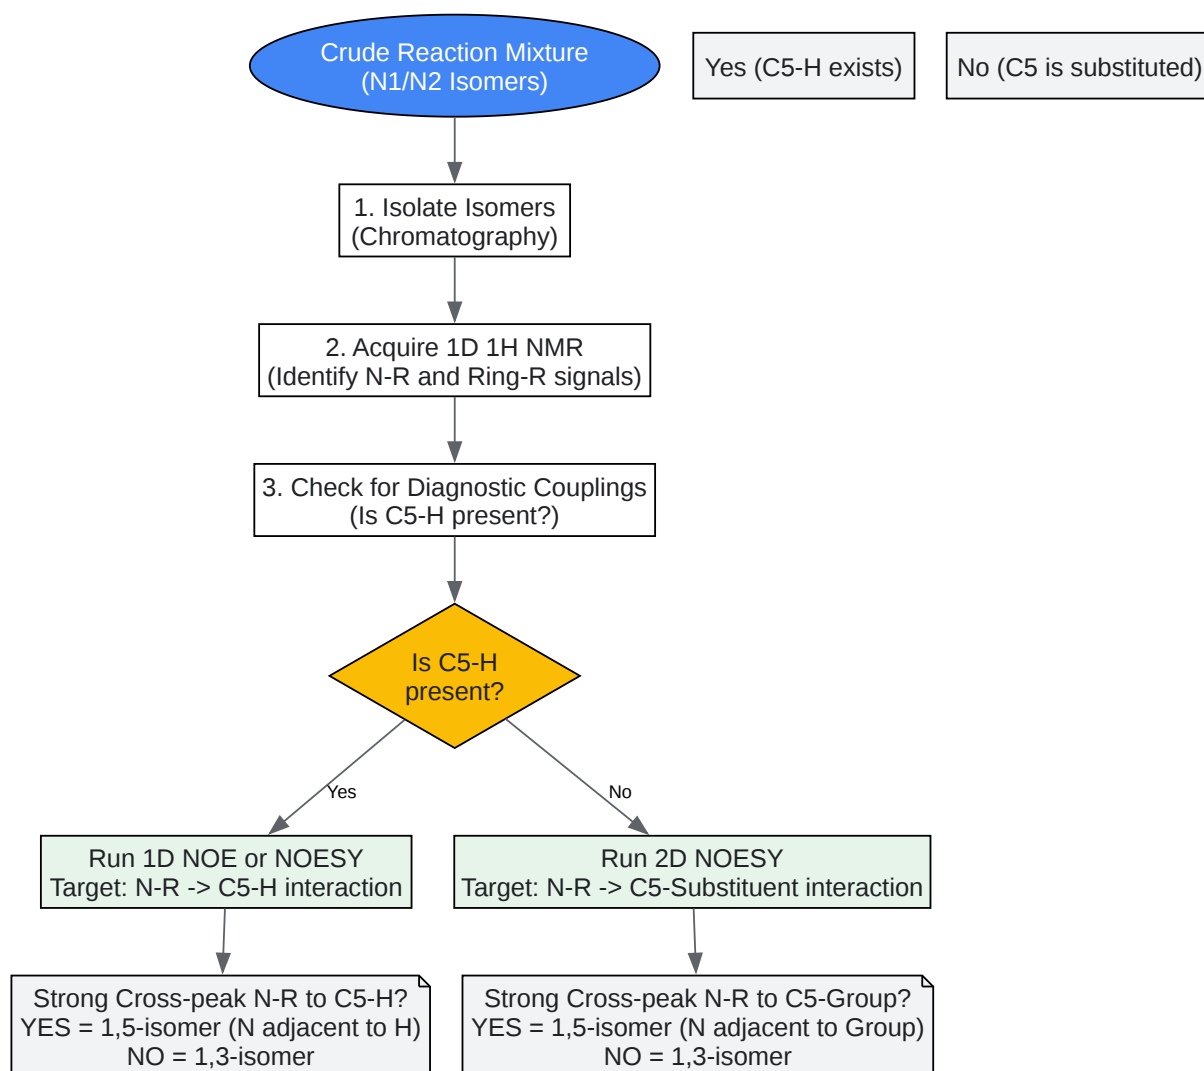 Crude Reaction Mixture
(N1/N2 Isomers)
Yes (C5-H exists)
No (C5 is substituted)
1. Isolate Isomers
(Chromatography)
2. Acquire 1D 1H NMR
(Identify N-R and Ring-R signals)
3. Check for Diagnostic Couplings
(Is C5-H present?)
Is C5-H
present?
Yes
No
Run 1D NOE or NOESY
Target: N-R -> C5-H interaction
Run 2D NOESY
Target: N-R -> C5-Substituent interaction
Strong Cross-peak N-R to C5-H?
YES = 1,5-isomer (N adjacent to H)
NO = 1,3-isomer
Strong Cross-peak N-R to C5-Group?
YES = 1,5-isomer (N adjacent to Group)
NO = 1,3-isomer